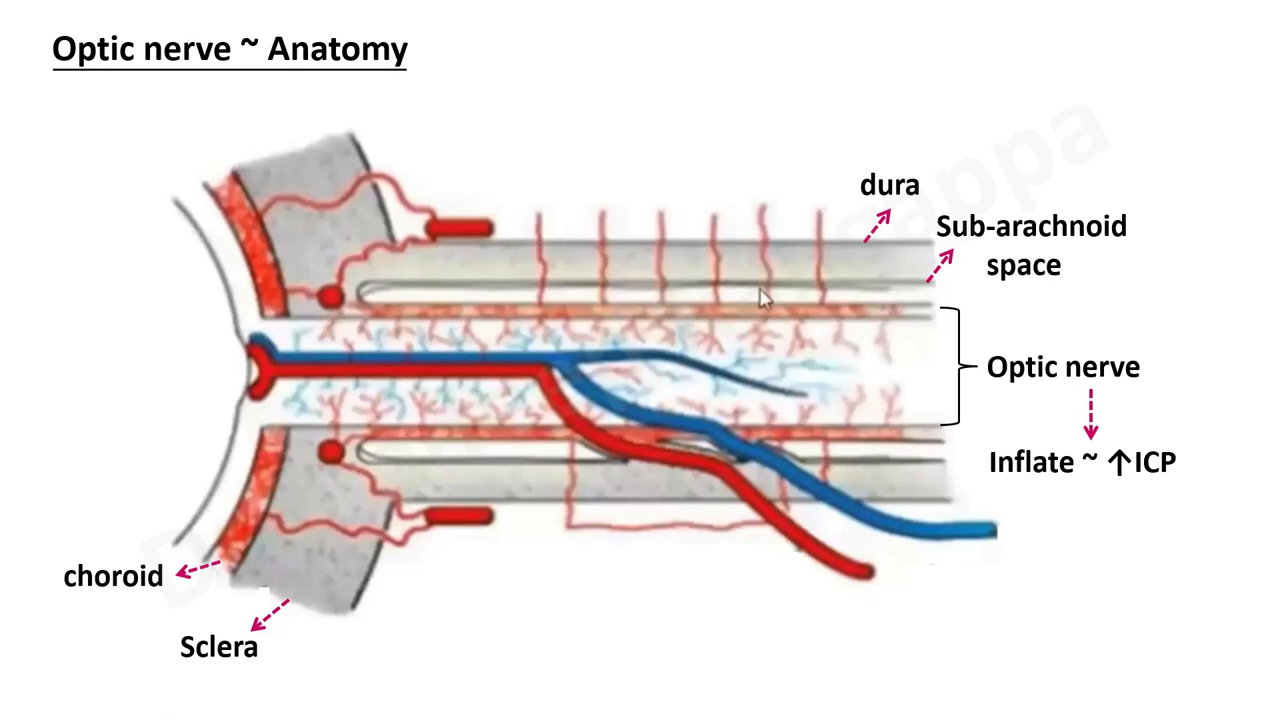 Optic nerve ~ Anatomy
dura
Sub-arachnoid
space
Optic nerve
Inflate ~ ↑ICP
choroid
Sclera